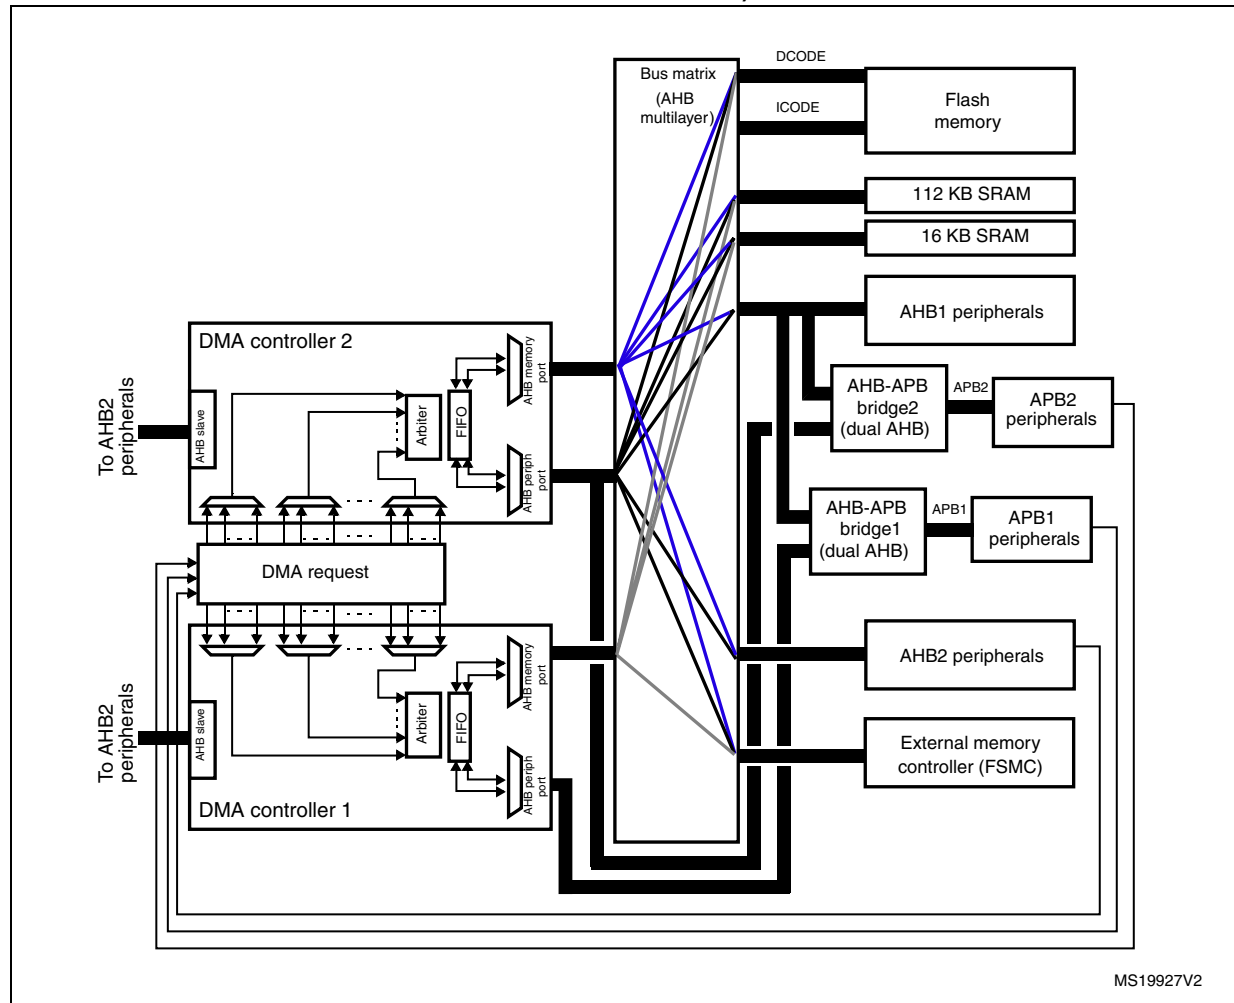 DCODE
Bus matrix
(AHB
multilayer)
Flash
memory
ICODE
112 KB SRAM
16 KB SRAM
AHB1 peripherals
DMA controller 2
To AHB2
peripherals
AHB slave
Arbiter
FIFO
AHB memory
port
AHB periph
port
AHB-APB
bridge2
(dual AHB)
APB2
APB2
peripherals
AHB-APB
bridge1
(dual AHB)
APB1
APB1
peripherals
DMA request
To AHB2
peripherals
AHB slave
Arbiter
FIFO
AHB memory
port
AHB periph
port
DMA controller 1
AHB2 peripherals
External memory
controller (FSMC)
MS19927V2